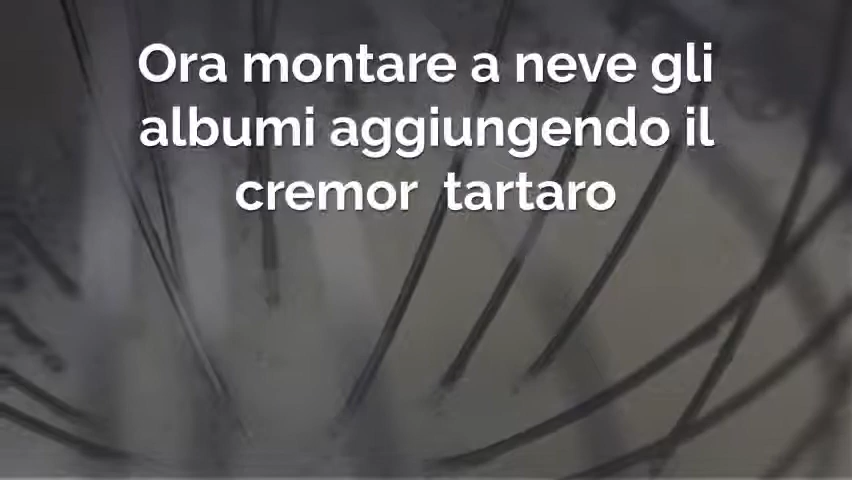 Ora montare a neve gli
albumi aggiungendo il
cremor tartaro